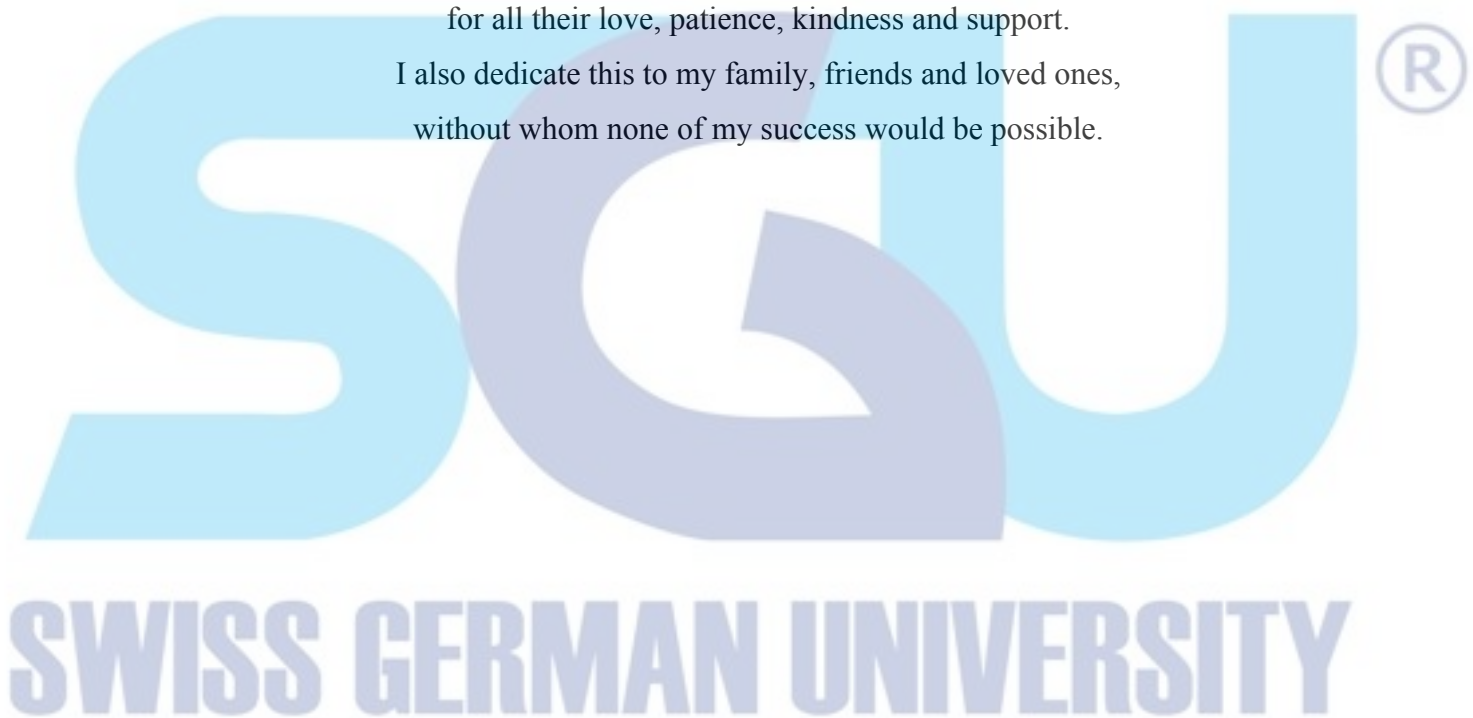 for all their love, patience, kindness and support.
I also dedicate this to my family, friends and loved ones,
without whom none of my success would be possible.
SGU ®
SWISS GERMAN UNIVERSITY